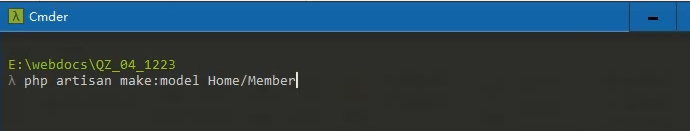 λ Cmder
E:\webdocs\QZ_04_1223
λ php artisan make:model Home/Member